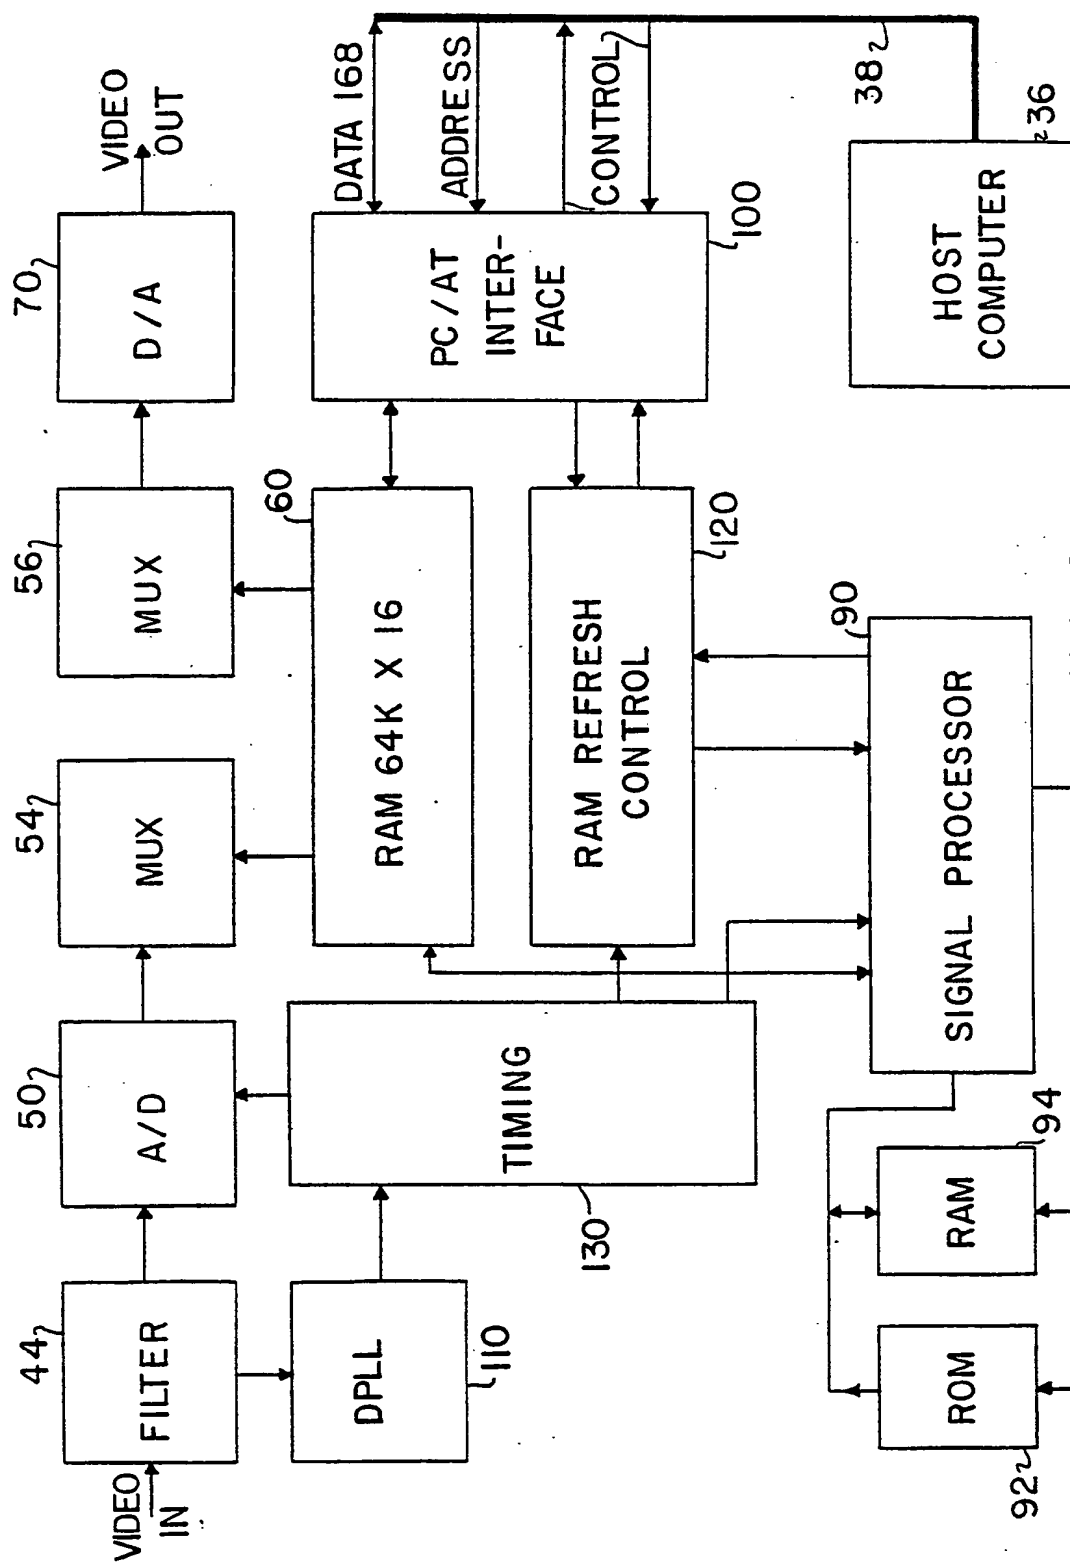 VIDEO
IN
44
FILTER
50
A/D
54
MUX
56
MUX
70
D/A
VIDEO
OUT
DPLL
110
TIMING
130
60
RAM 64K X 16
RAM REFRESH
CONTROL
120
PC/AT
INTER-
FACE
100
DATA 168
ADDRESS
CONTROL
38
92
ROM
RAM
94
90
SIGNAL PROCESSOR
HOST
COMPUTER
36